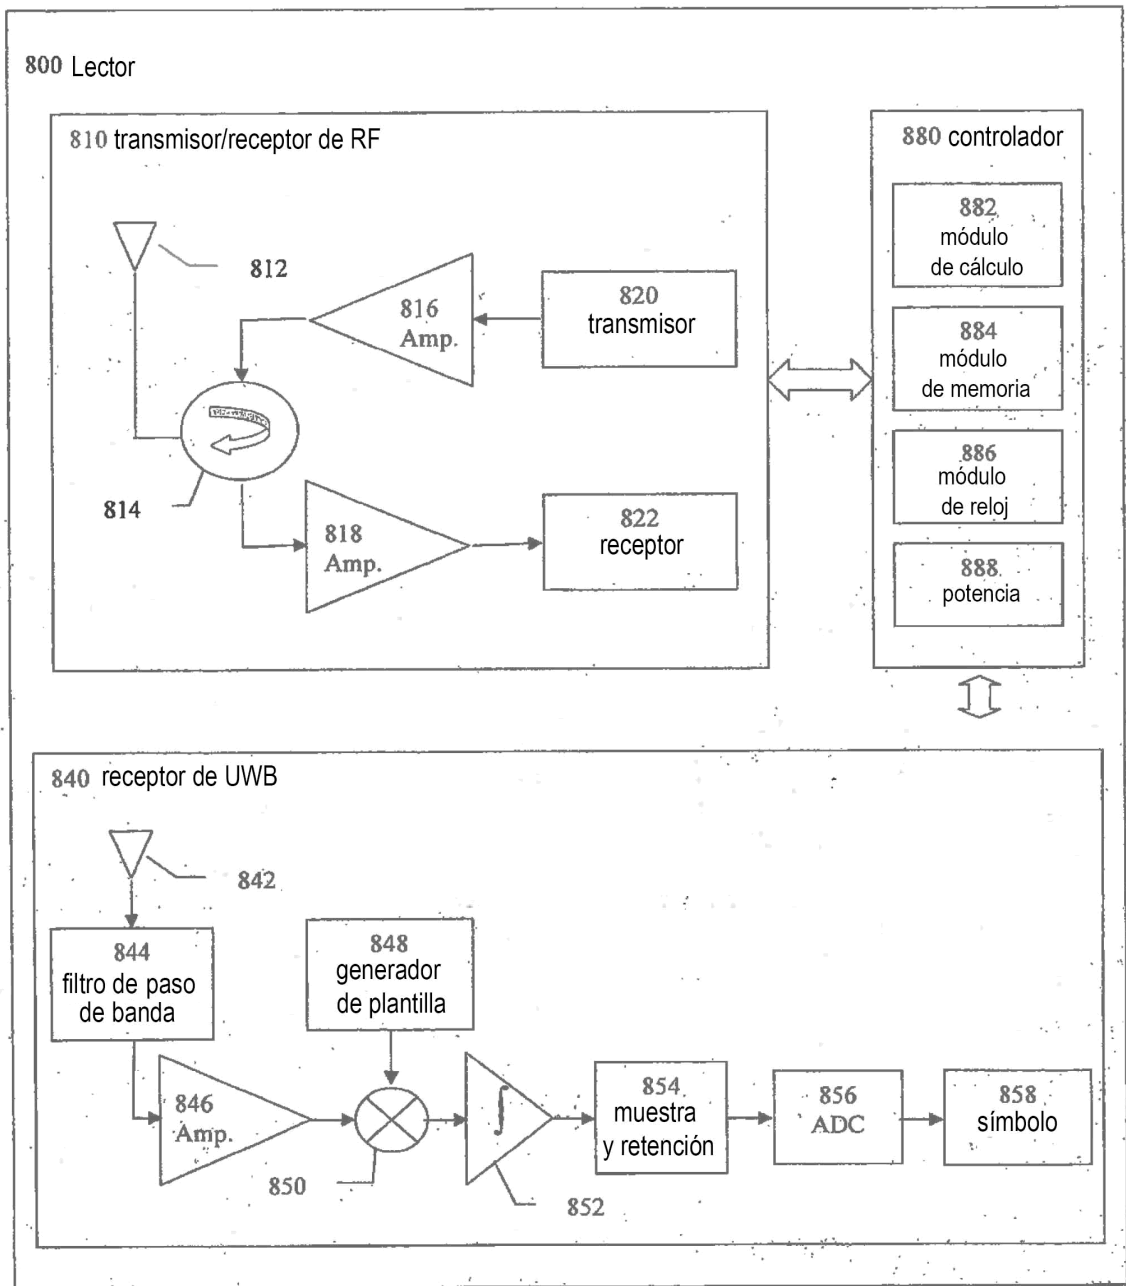 800 Lector
810 transmisor/receptor de RF
812
816
Amp.
820
transmisor
814
818
Amp.
822
receptor
880 controlador
882
módulo
de cálculo
884
módulo
de memoria
886
módulo
de reloj
888
potencia
840 receptor de UWB
842
844
filtro de paso
de banda
848
generador
de plantilla
846
Amp.
850
∫
852
854
muestra
y retención
856
ADC
858
símbolo